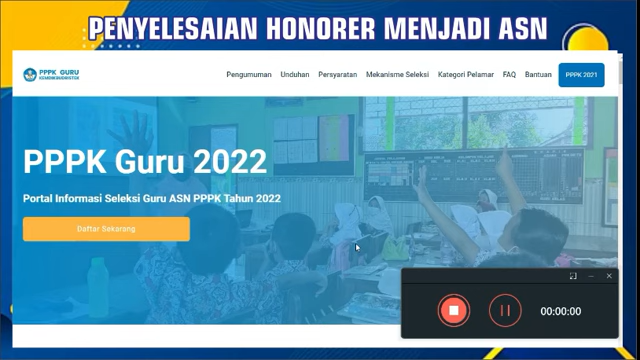 PENYELESAIAN HONORER MENJADI ASN
PPPK GURU
KEMDIKBUDRISTEK
Pengumuman Unduhan Persyaratan Mekanisme Seleksi Kategori Pelamar FAQ Bantuan PPPK 2021
PPPK Guru 2022
Portal Informasi Seleksi Guru ASN PPPK Tahun 2022
Daftar Sekarang
00:00:00